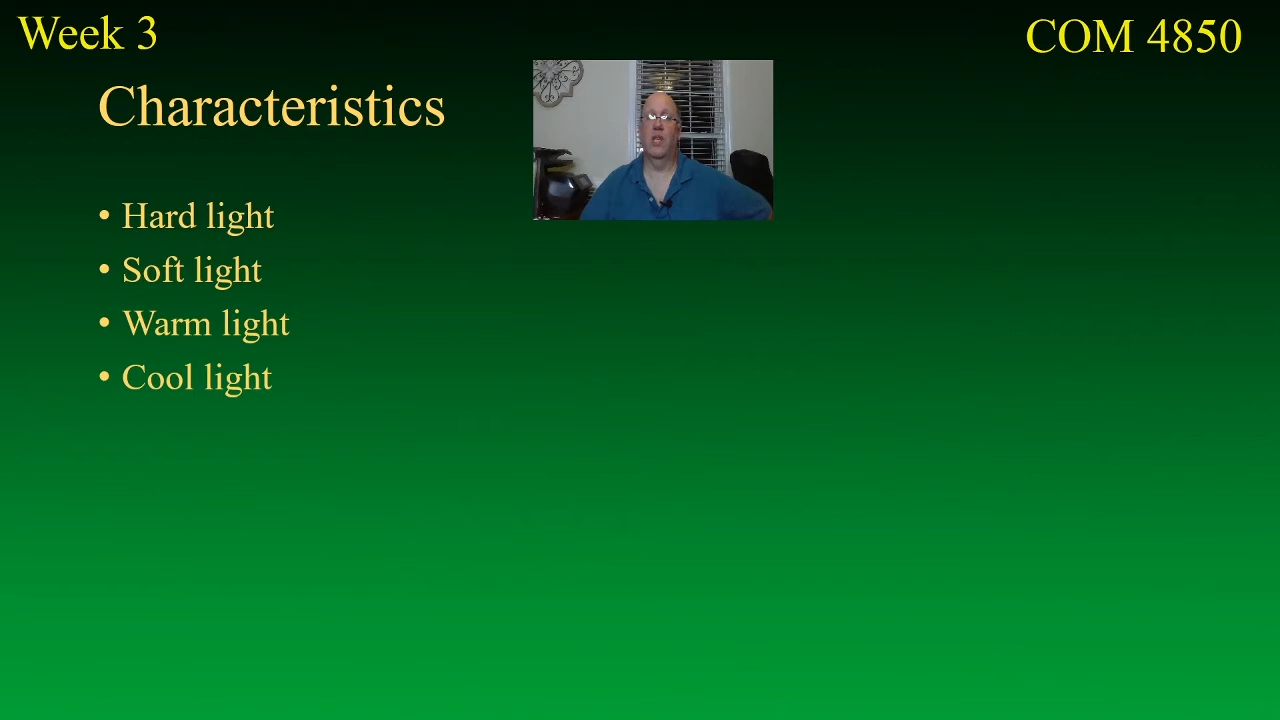 Week 3
COM 4850
Characteristics
• Hard light
• Soft light
• Warm light
• Cool light